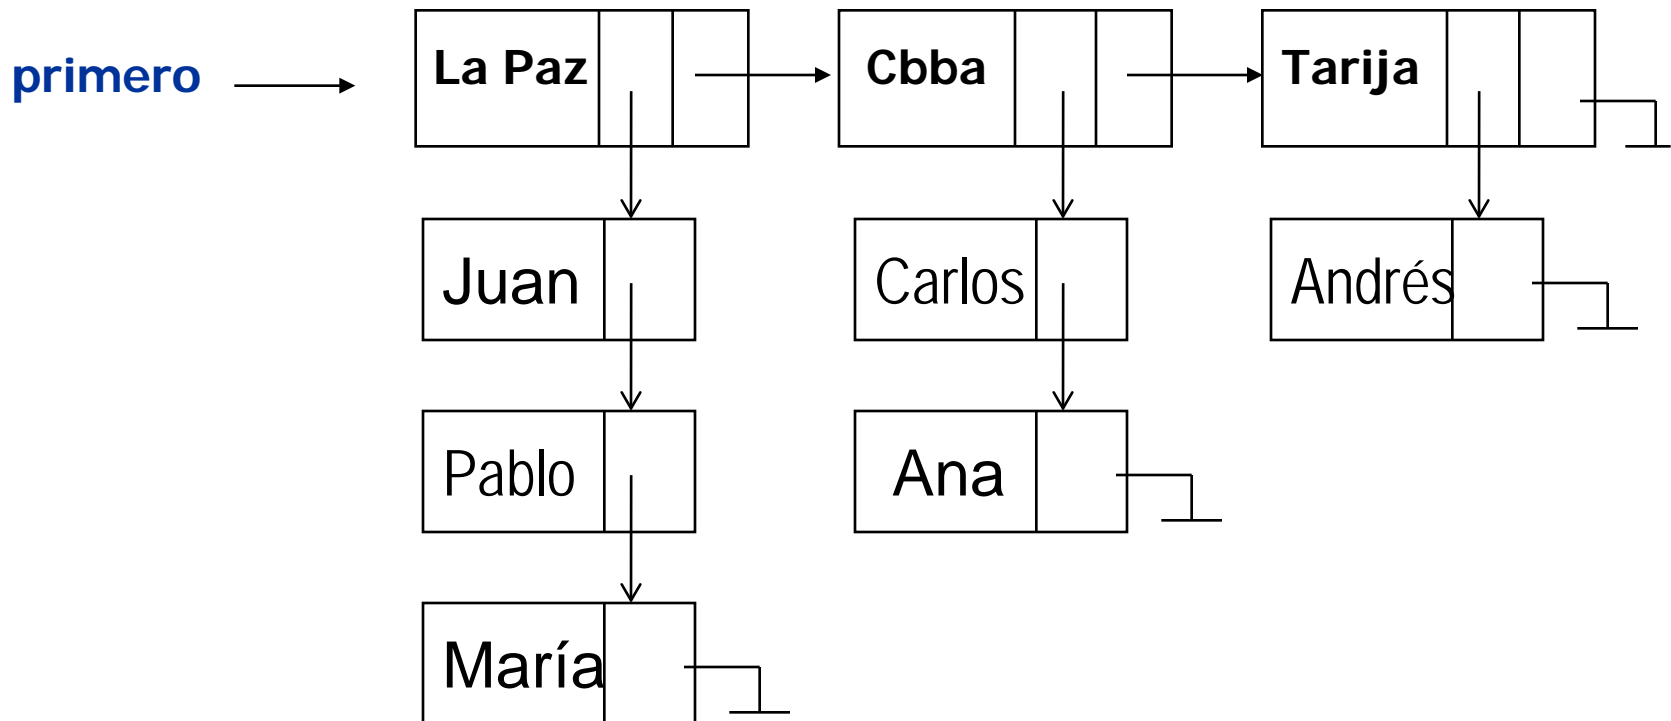 primero
La Paz
Cbba
Tarija
Juan
Carlos
Andrés
Pablo
Ana
María